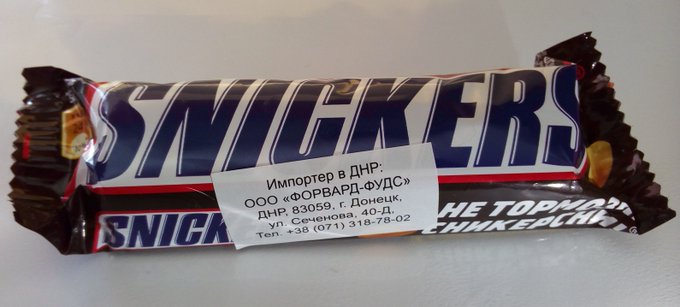 SNICKERS
Импортер в ДНР:
ООО «ФОРВАРД-ФУДС»
ДНР, 83059, г. Донецк,
ул. Сеченова, 40-Д,
Тел. +38 (071) 318-78-02
SNICK
НЕ ТОРМО
СНИКЕРСНИ